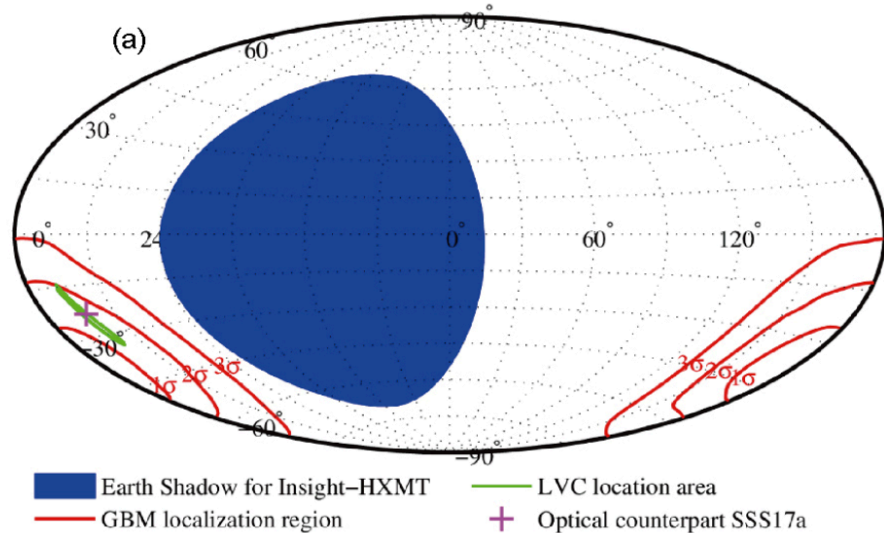 (a)
90°
60°
30°
0°
24
0°
60°
120°
−30°
1σ 2σ 3σ
3σ 2σ 1σ
−60°
−90°
Earth Shadow for Insight−HXMT
LVC location area
GBM localization region
Optical counterpart SSS17a